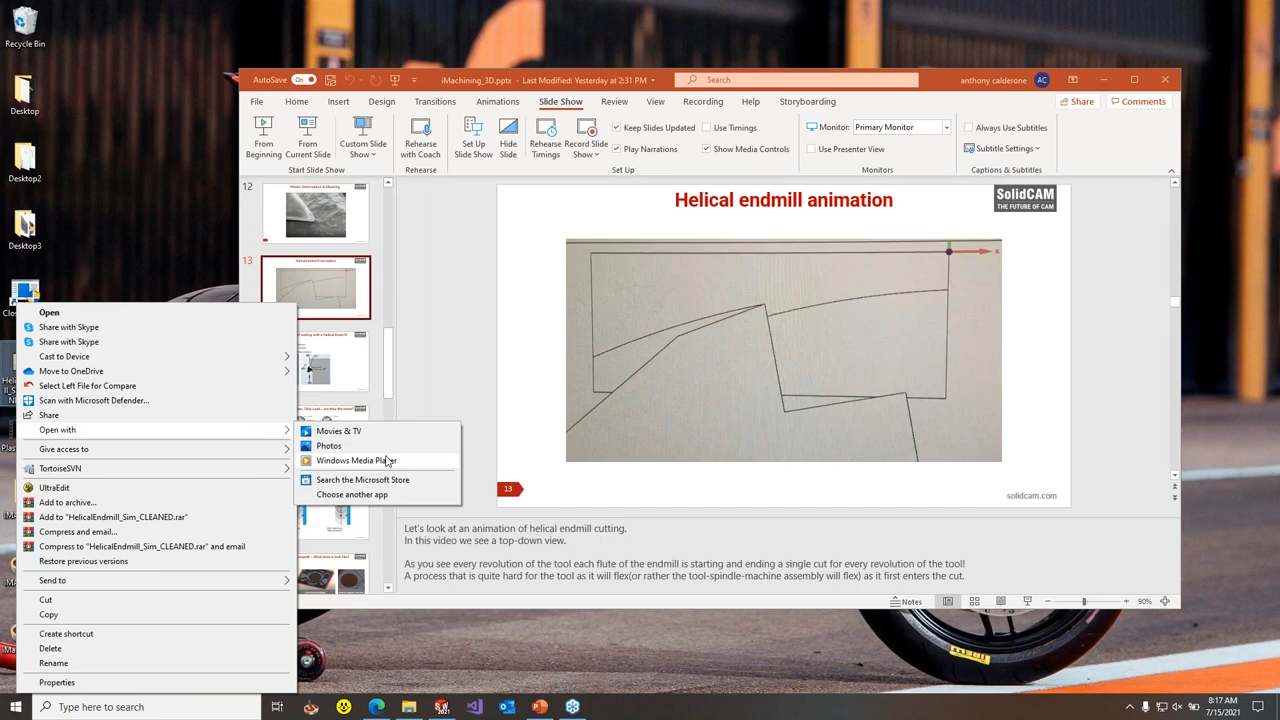 Recycle Bin
Desktop
Desktop2
Desktop3
AutoSave On
iMachining_3D.pptx - Last Modified: Yesterday at 2:31 PM
Search
anthony calderone AC
File Home Insert Design Transitions Animations Slide Show Review View Recording Help Storyboarding
Share Comments
From Beginning
From Current Slide
Custom Slide Show
Rehearse with Coach
Set Up Slide Show
Hide Slide
Rehearse Timings
Record Slide Show
Keep Slides Updated
Play Narrations
Use Timings
Show Media Controls
Monitor: Primary Monitor
Use Presenter View
Always Use Subtitles
Subtitle Settings
Start Slide Show Rehearse Set Up Monitors Captions & Subtitles
12
13
Helical endmill animation
Helical endmill animation
SolidCAM
THE FUTURE OF CAM
X
13
solidcam.com
Let's look at an animation of helical endmill cutting.
In this video we see a top-down view.
As you see every revolution of the tool each flute of the endmill is starting and ending a single cut for every revolution of the tool!
A process that is quite hard for the tool as it will flex(or rather the tool-spindle-machine assembly will flex) as it first enters the cut.
Notes
90%
Open
Share with Skype
Share with Skype
Cast to Device
Move to OneDrive
Select Left File for Compare
Scan with Microsoft Defender...
Share
Open with
Give access to
TortoiseSVN
UltraEdit
Add to archive...
Add to "HelicalEndmill_Sim_CLEANED.rar"
Compress and email...
Compress to "HelicalEndmill_Sim_CLEANED.rar" and email
Restore previous versions
Send to
Cut
Copy
Create shortcut
Delete
Rename
Properties
Movies & TV
Photos
Windows Media Player
Search the Microsoft Store
Choose another app
Type here to search
8:17 AM
7/15/2021